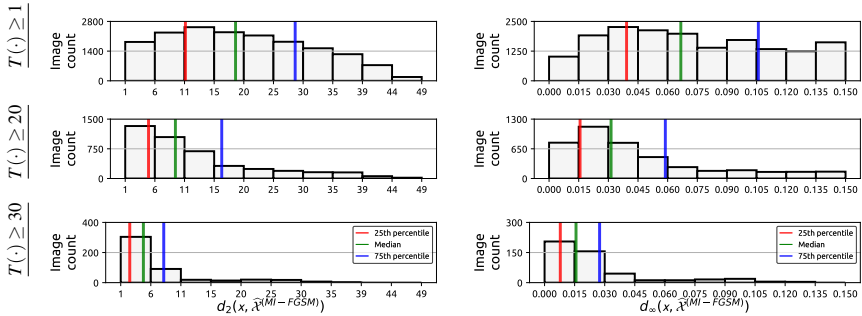 T(·) ≥ 1
Image count
2800
1400
0
1 6 11 15 20 25 30 35 39 44 49
Image count
2500
1250
0
0.000 0.015 0.030 0.045 0.060 0.075 0.090 0.105 0.120 0.135 0.150
T(·) ≥ 20
Image count
1500
750
0
1 6 11 15 20 25 30 35 39 44 49
Image count
1300
650
0
0.000 0.015 0.030 0.045 0.060 0.075 0.090 0.105 0.120 0.135 0.150
T(·) ≥ 30
Image count
400
200
0
25th percentile
Median
75th percentile
1 6 11 15 20 25 30 35 39 44 49
d₂(x, X̂^(MI−FGSM))
Image count
300
150
0
25th percentile
Median
75th percentile
0.000 0.015 0.030 0.045 0.060 0.075 0.090 0.105 0.120 0.135 0.150
d∞(x, X̂^(MI−FGSM))